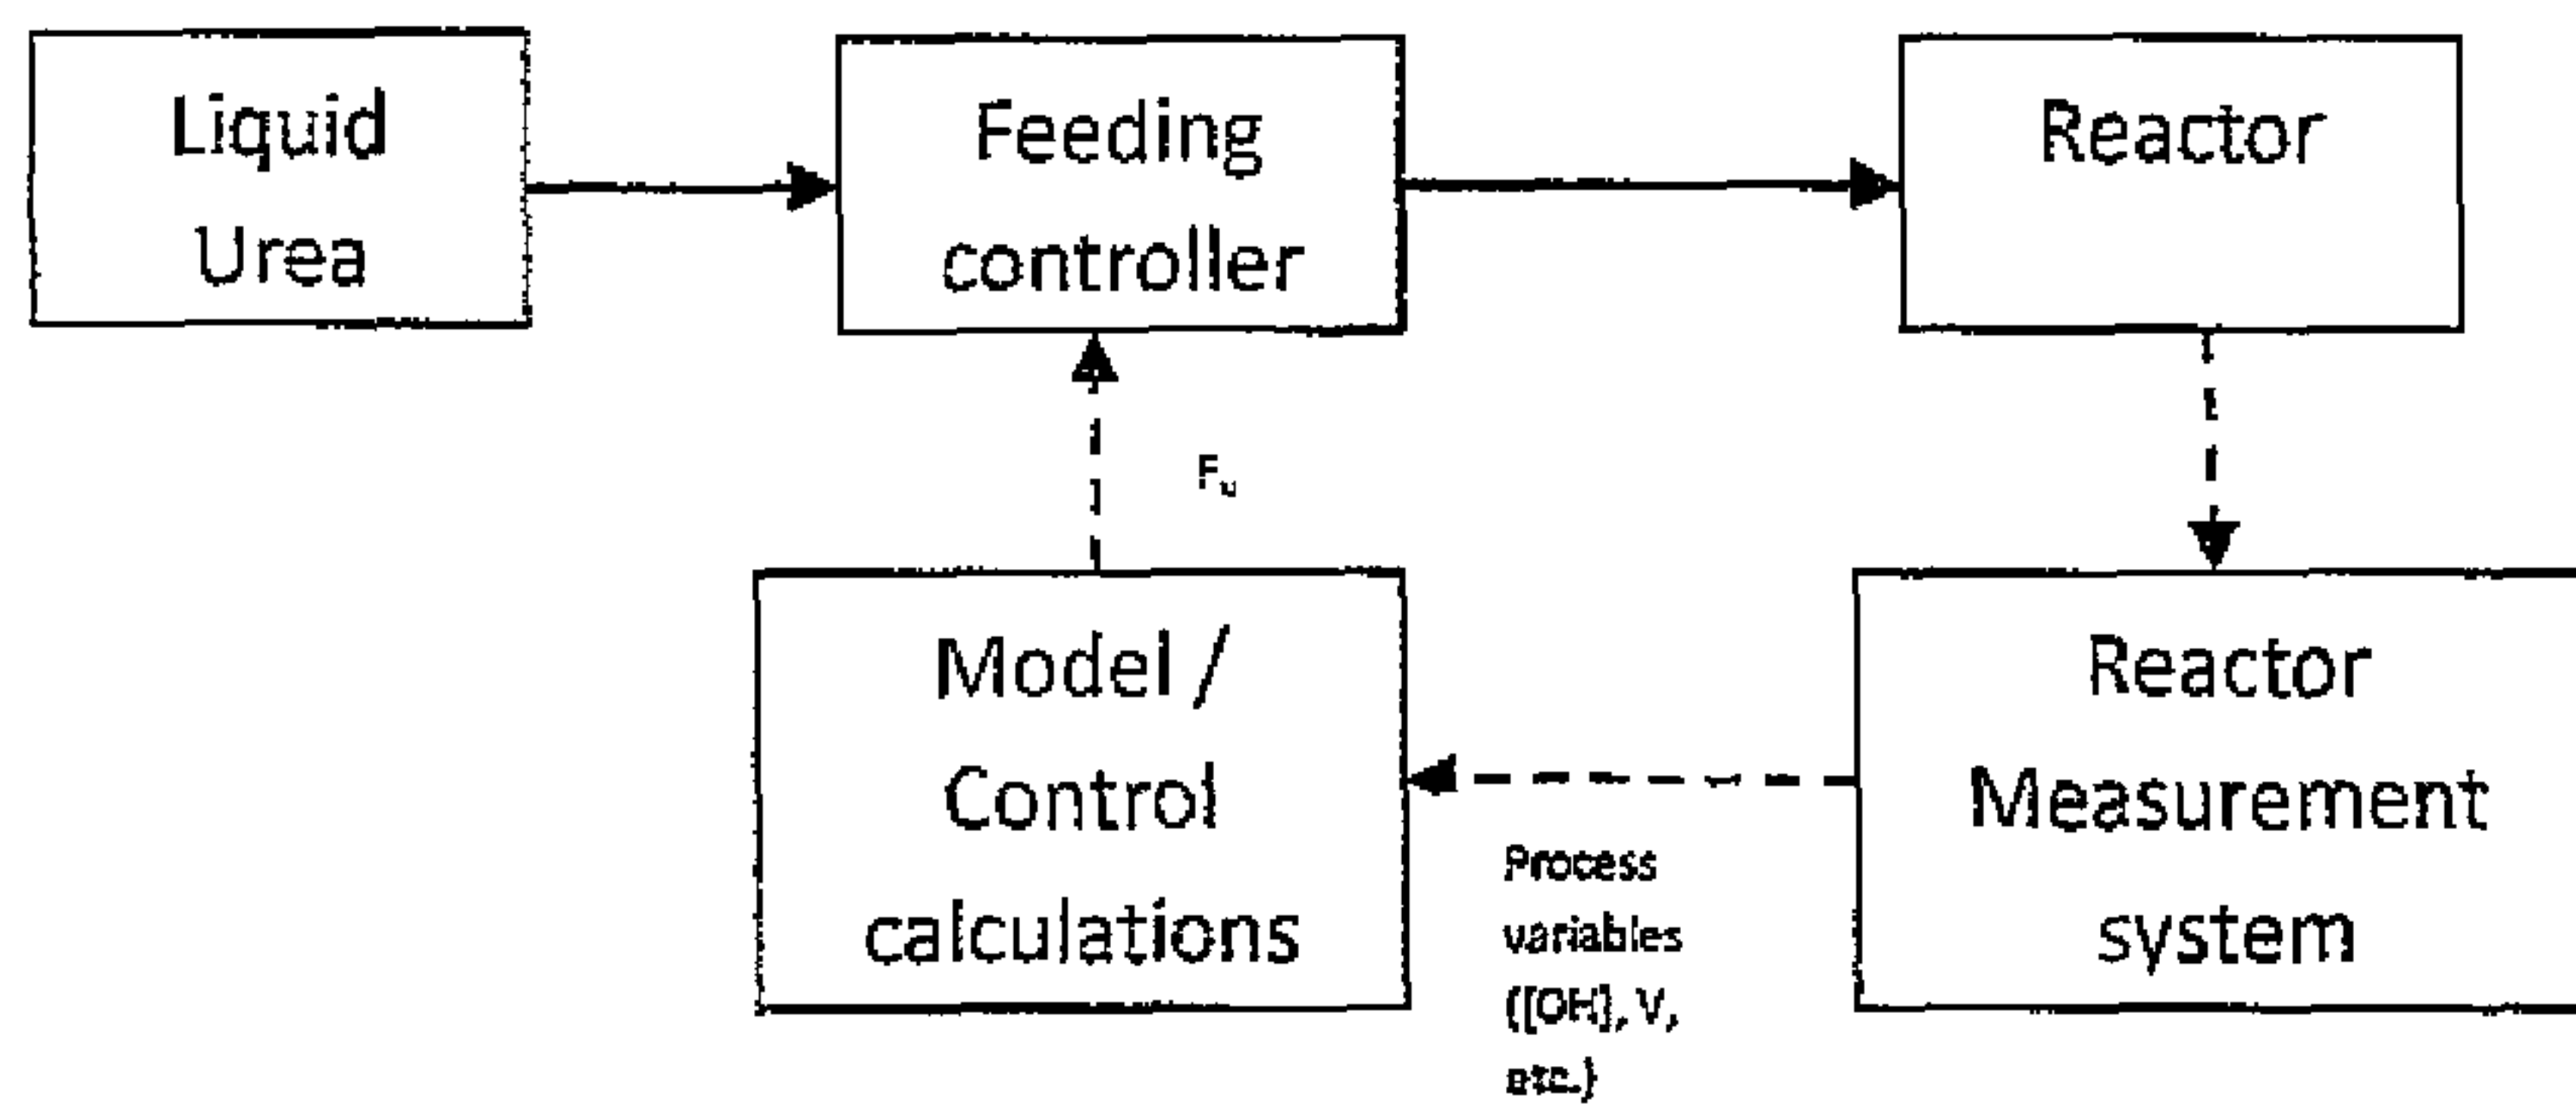 Liquid
Urea
Feeding
controller
Reactor
Fu
Model /
Control
calculations
Process
variables
([OH], V,
etc.)
Reactor
Measurement
system